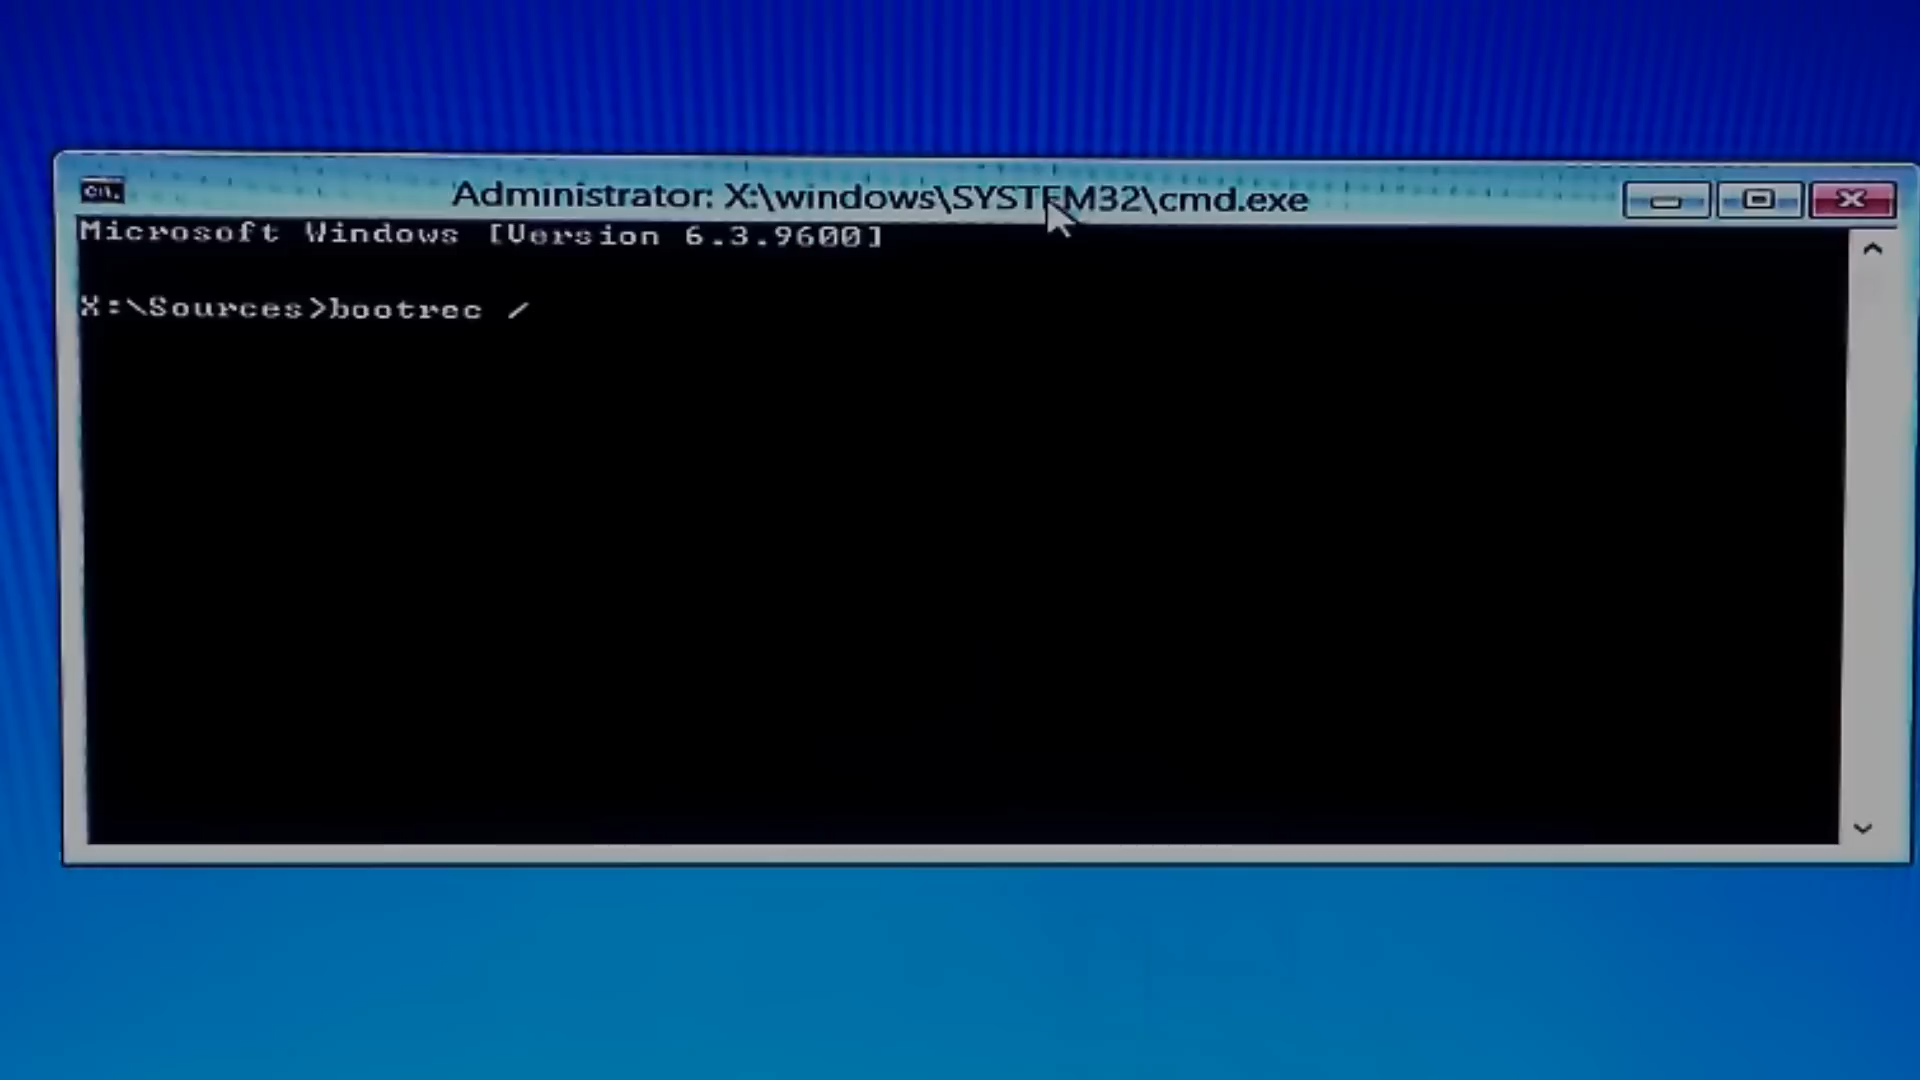 C:\.
Administrator: X:\windows\SYSTEM32\cmd.exe
Microsoft Windows [Version 6.3.9600]
X:\Sources>bootrec /